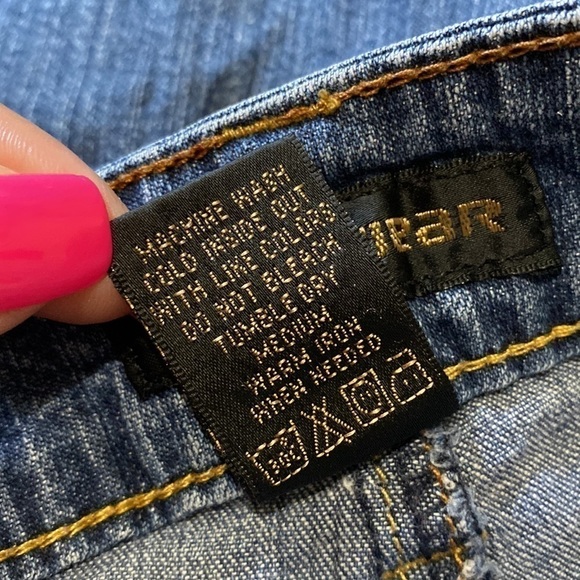 MACHINE WASH
COLD INSIDE OUT
WITH LIKE COLORS
DO NOT BLEACH
TUMBLE DRY
MEDIUM
WARM IRON
WHEN NEEDED